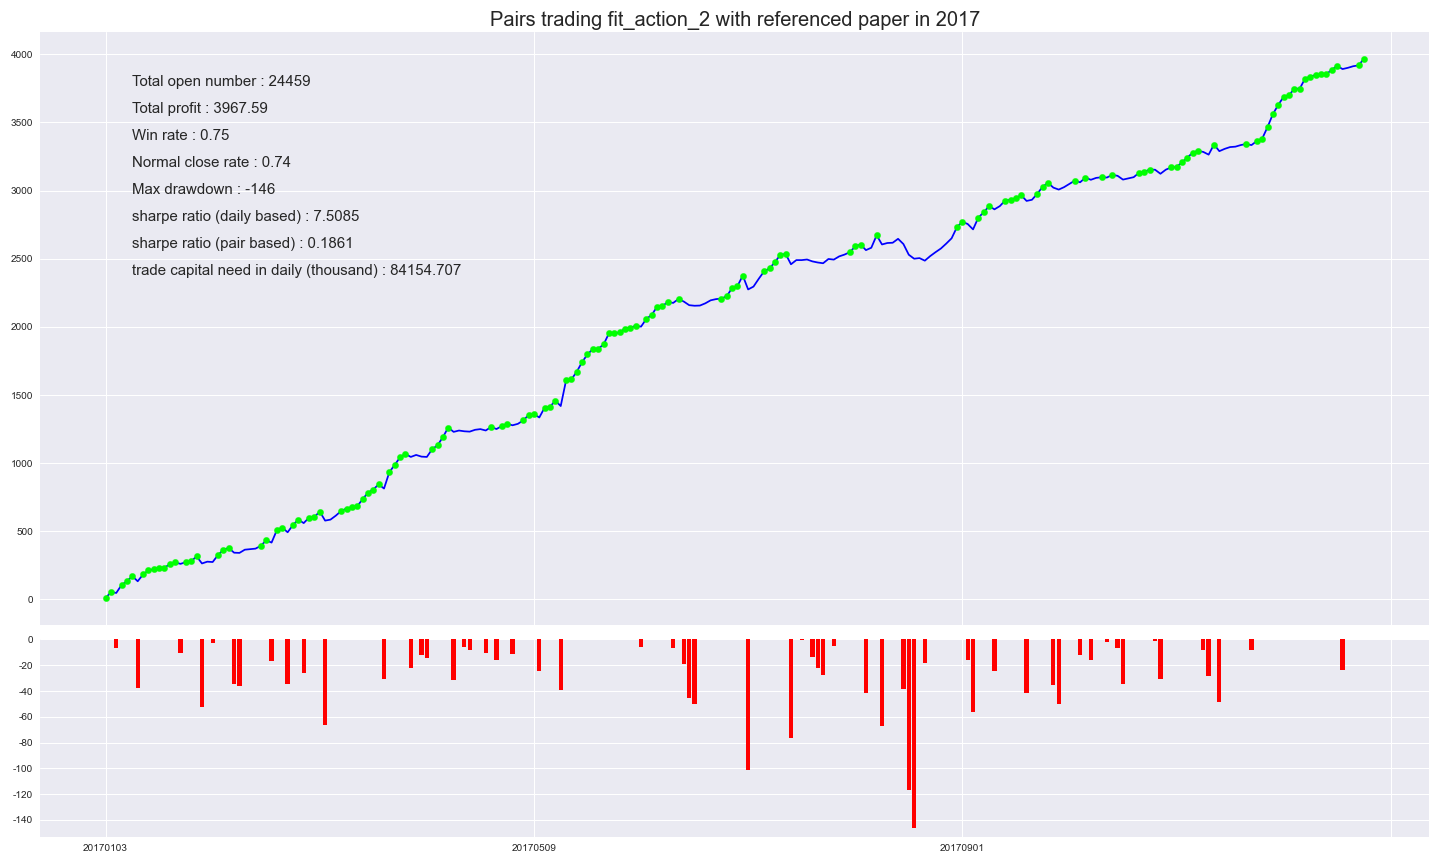 Pairs trading fit_action_2 with referenced paper in 2017
4000
3500
3000
2500
2000
1500
1000
500
0
Total open number : 24459
Total profit : 3967.59
Win rate : 0.75
Normal close rate : 0.74
Max drawdown : -146
sharpe ratio (daily based) : 7.5085
sharpe ratio (pair based) : 0.1861
trade capital need in daily (thousand) : 84154.707
0
-20
-40
-60
-80
-100
-120
-140
20170103
20170509
20170901